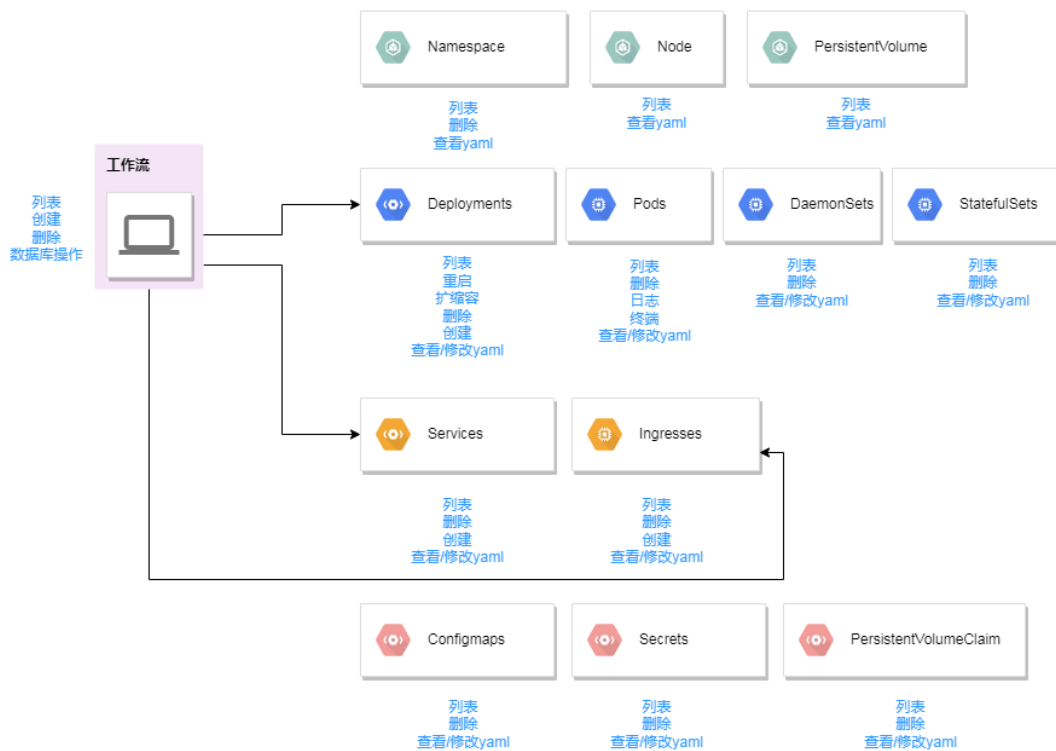 Namespace
Node
PersistentVolume
列表
删除
查看yaml
列表
查看yaml
列表
查看yaml
工作流
列表
创建
删除
数据库操作
Deployments
Pods
DaemonSets
StatefulSets
列表
重启
扩缩容
删除
创建
查看/修改yaml
列表
删除
日志
终端
查看/修改yaml
列表
删除
查看/修改yaml
列表
删除
查看/修改yaml
Services
Ingresses
列表
删除
创建
查看/修改yaml
列表
删除
创建
查看/修改yaml
Configmaps
Secrets
PersistentVolumeClaim
列表
删除
查看/修改yaml
列表
删除
查看/修改yaml
列表
删除
查看/修改yaml